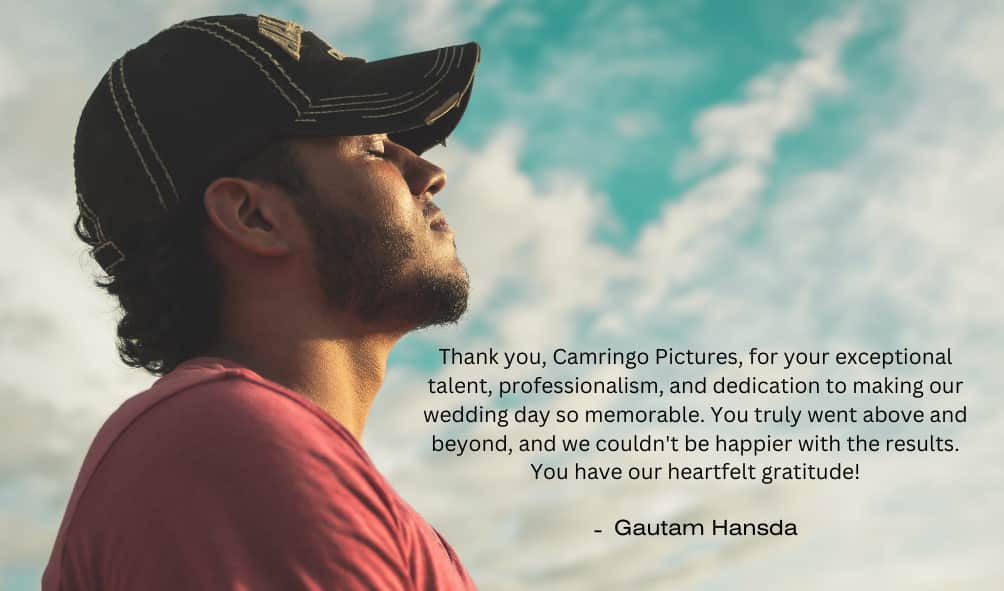 Thank you, Camringo Pictures, for your exceptional
talent, professionalism, and dedication to making our
wedding day so memorable. You truly went above and
beyond, and we couldn't be happier with the results.
You have our heartfelt gratitude!
- Gautam Hansda